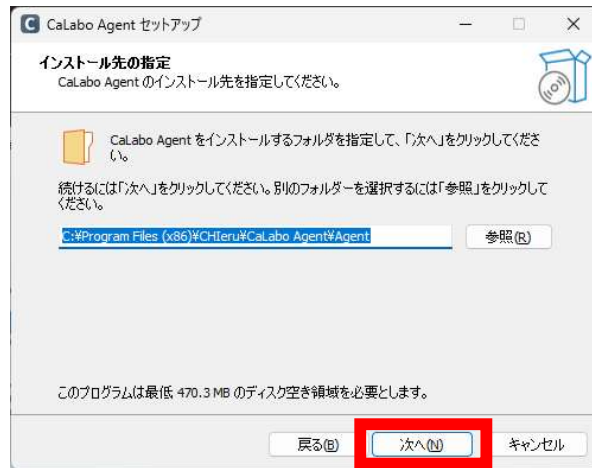 CaLabo Agent セットアップ
インストール先の指定
CaLabo Agent のインストール先を指定してください。
CaLabo Agent をインストールするフォルダを指定して、「次へ」をクリックしてくださ
い。
続けるには「次へ」をクリックしてください。別のフォルダーを選択するには「参照」をクリックして
ください。
C:¥Program Files (x86)¥CHIeru¥CaLabo Agent¥Agent
参照(R)
このプログラムは最低 470.3 MB のディスク空き領域を必要とします。
戻る(B)
次へ(N)
キャンセル